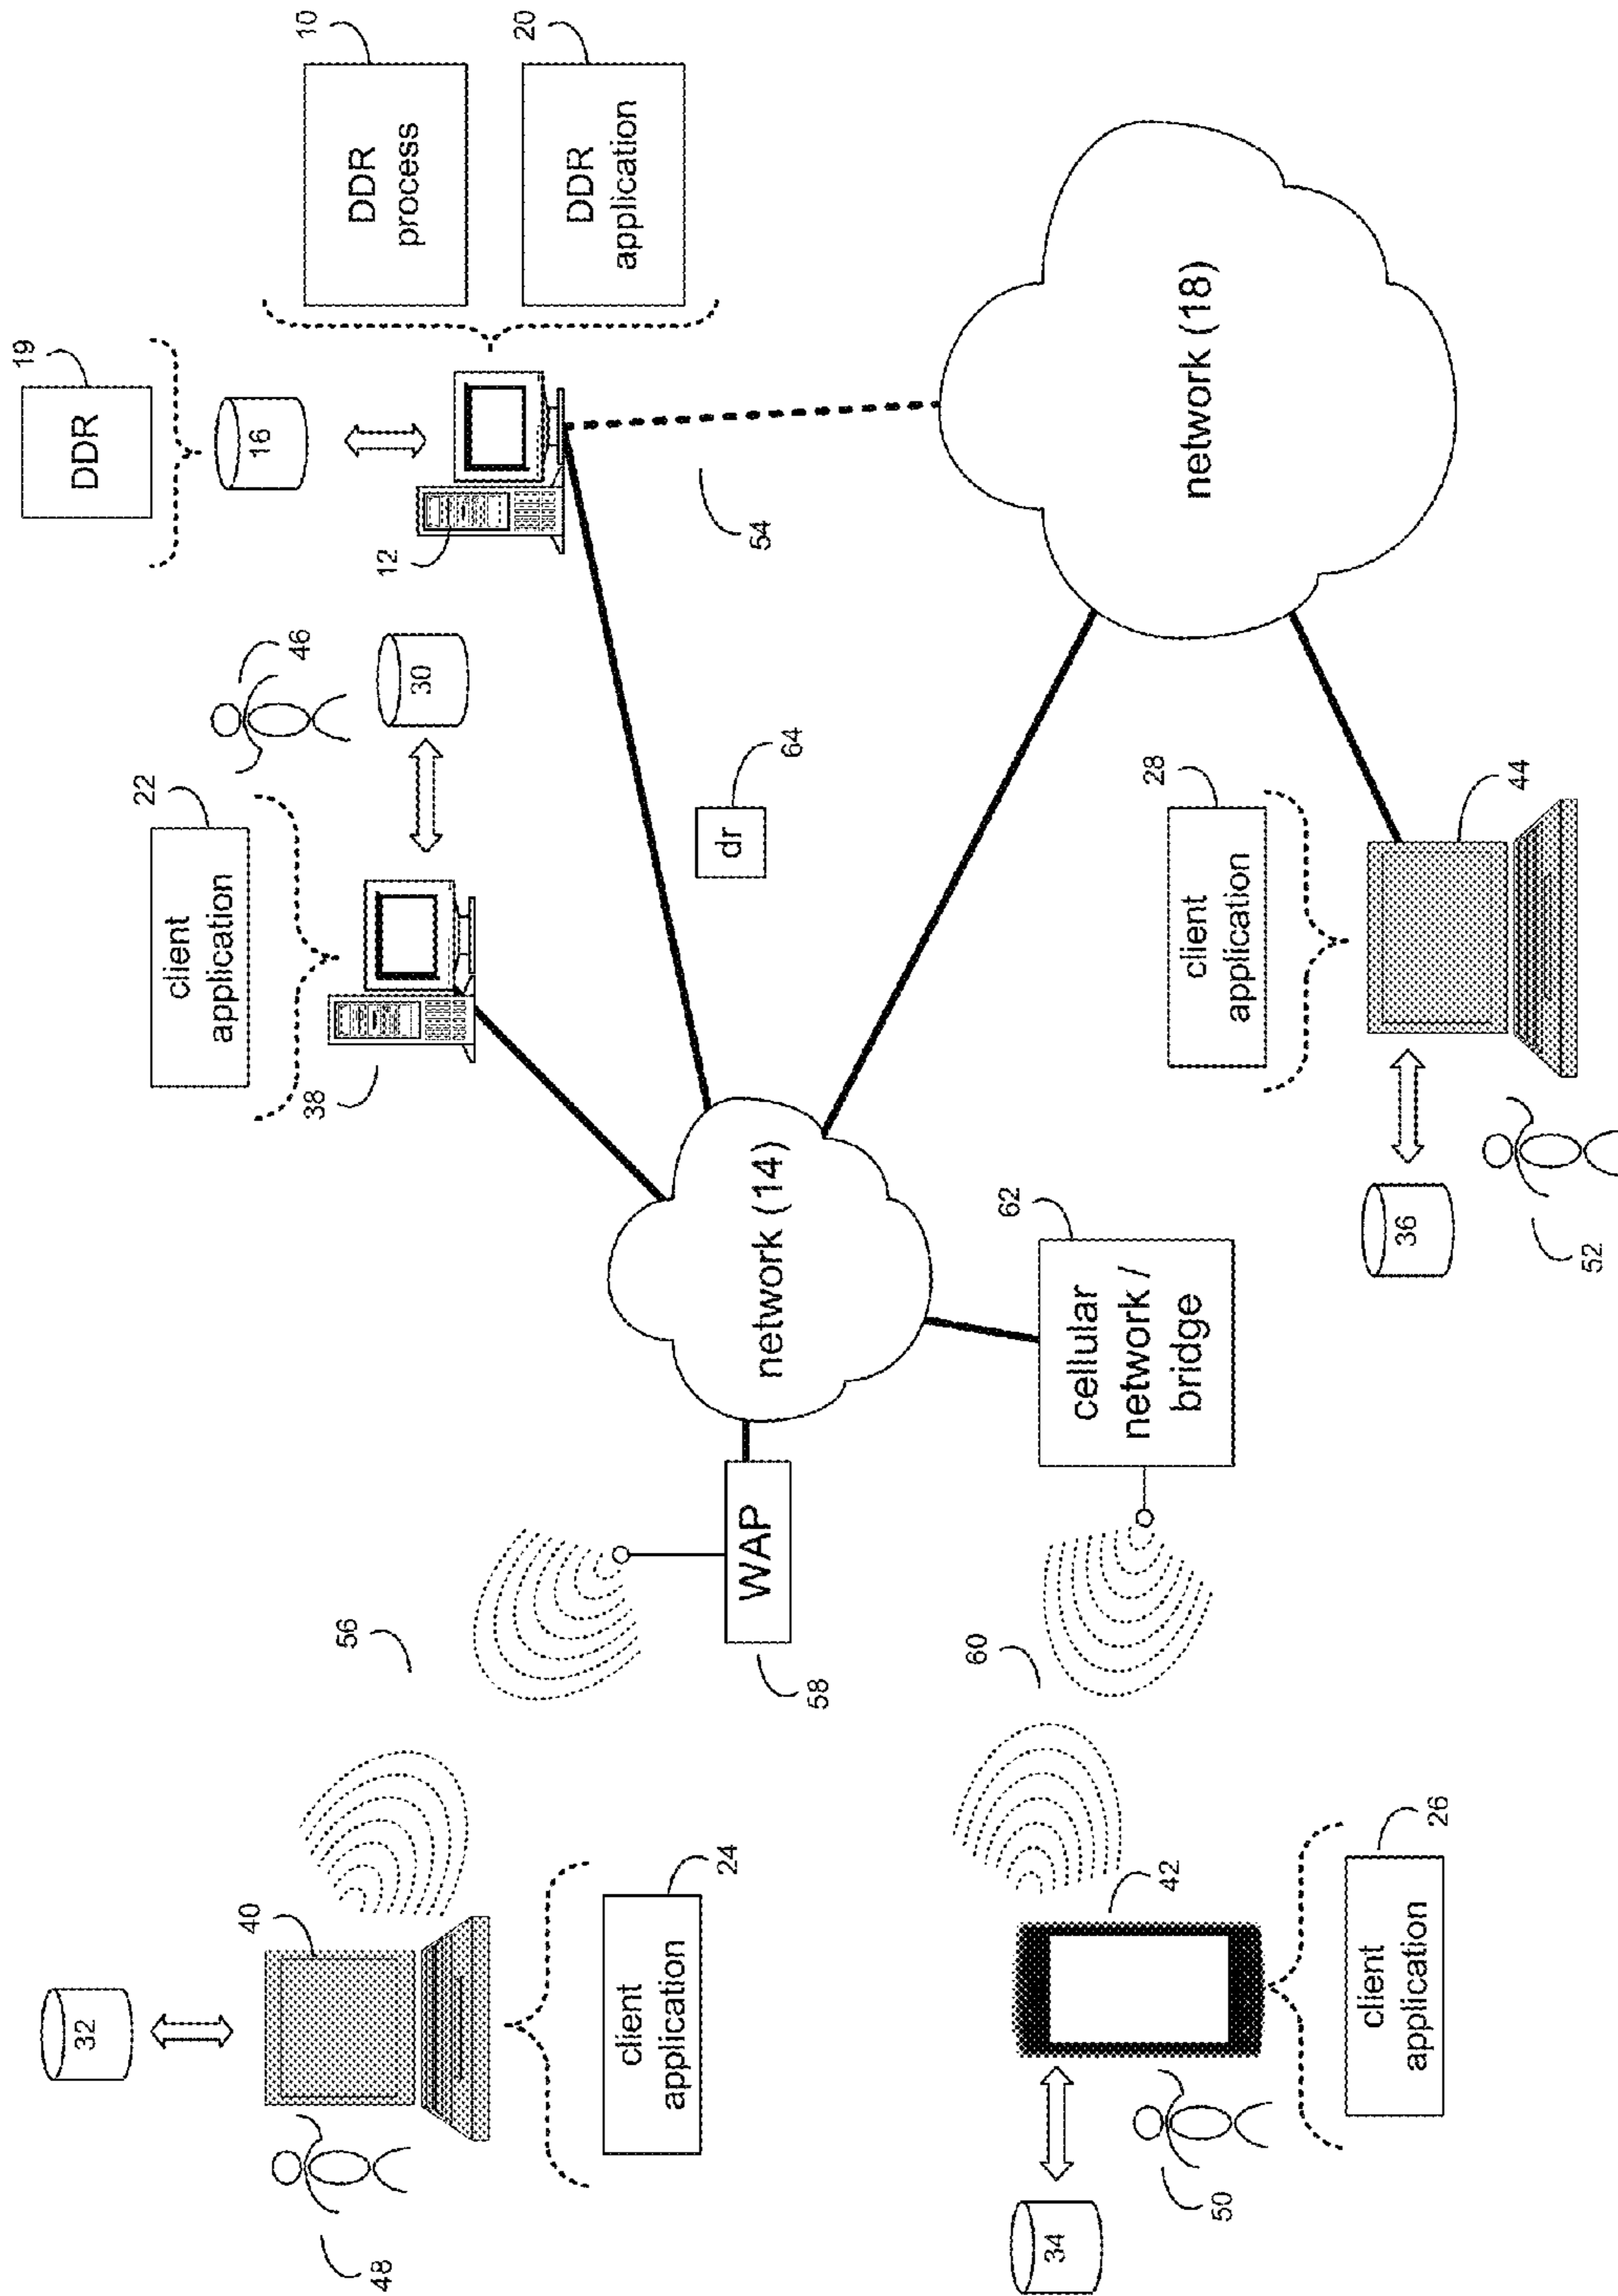 32
40
48
24
client
application
56
WAP
58
34
50
42
26
client
application
60
cellular
network /
bridge
62
network (14)
22
client
application
38
46
30
19
DDR
16
12
10
DDR
process
20
DDR
application
54
dr
64
network (18)
28
client
application
44
36
52